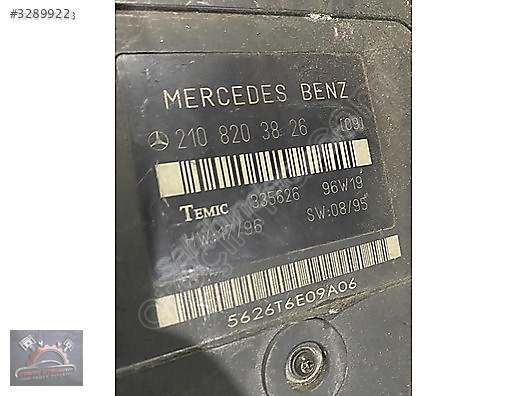 #3289922
MERCEDES BENZ
210 820 38 26 [09]
TEMIC 335626 96W19
HW:17/96 SW:08/95
5626T6E09A06